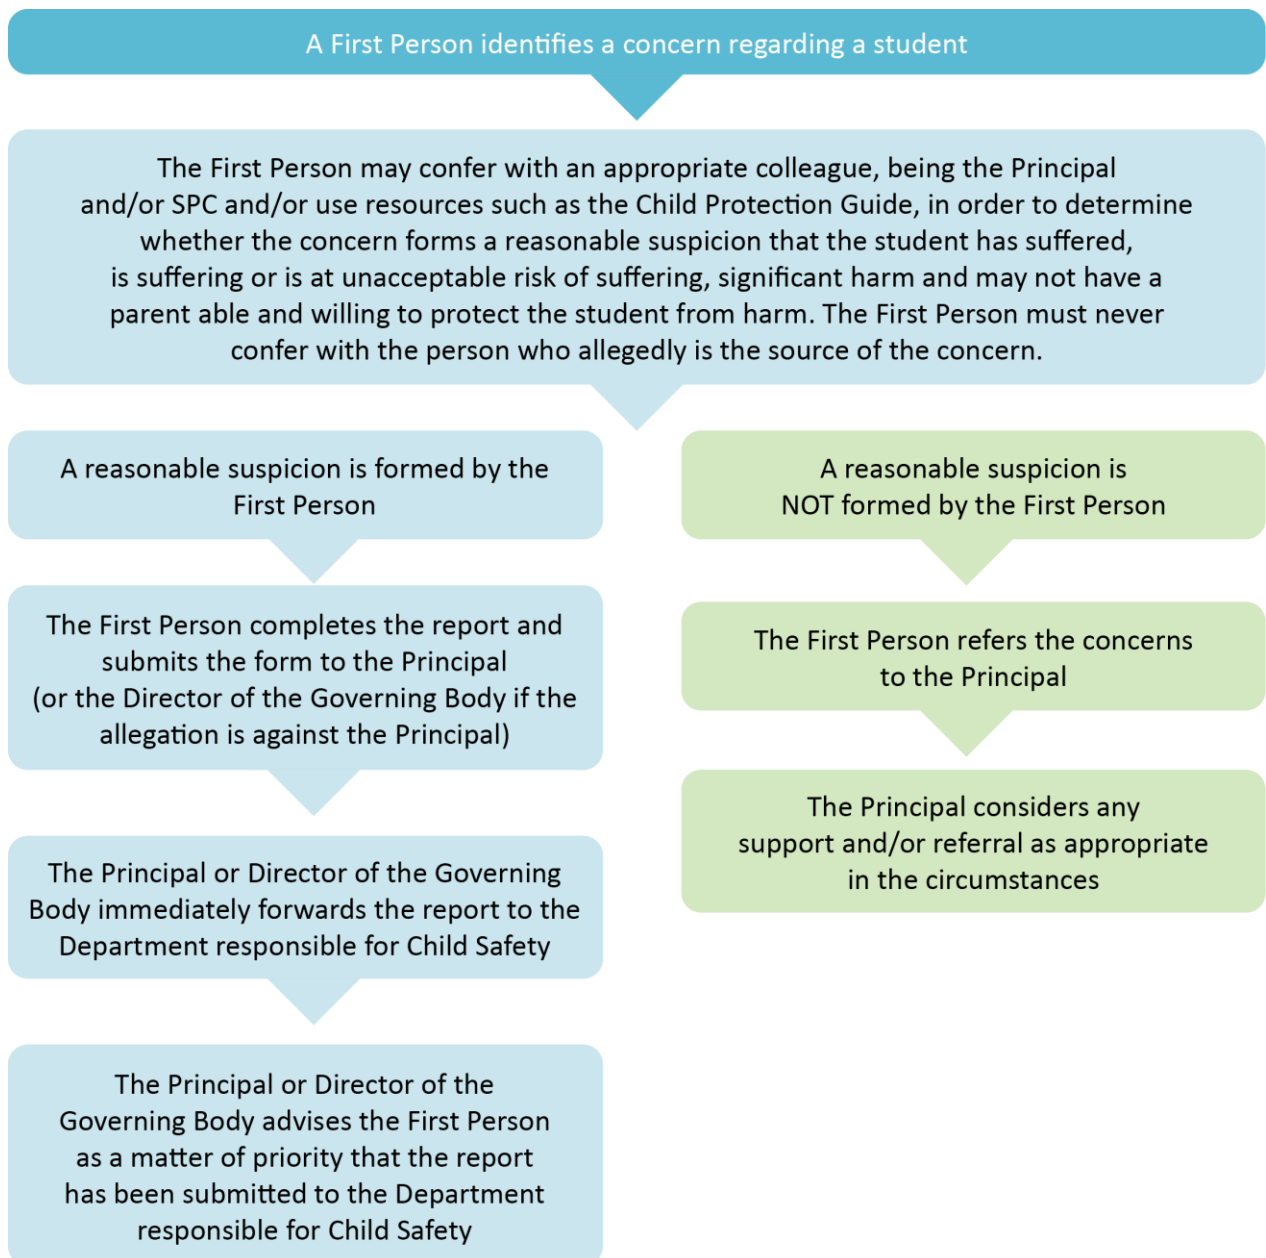 A First Person identifies a concern regarding a student
The First Person may confer with an appropriate colleague, being the Principal
and/or SPC and/or use resources such as the Child Protection Guide, in order to determine
whether the concern forms a reasonable suspicion that the student has suffered,
is suffering or is at unacceptable risk of suffering, significant harm and may not have a
parent able and willing to protect the student from harm. The First Person must never
confer with the person who allegedly is the source of the concern.
A reasonable suspicion is formed by the
First Person
The First Person completes the report and
submits the form to the Principal
(or the Director of the Governing Body if the
allegation is against the Principal)
The Principal or Director of the Governing
Body immediately forwards the report to the
Department responsible for Child Safety
The Principal or Director of the
Governing Body advises the First Person
as a matter of priority that the report
has been submitted to the Department
responsible for Child Safety
A reasonable suspicion is
NOT formed by the First Person
The First Person refers the concerns
to the Principal
The Principal considers any
support and/or referral as appropriate
in the circumstances